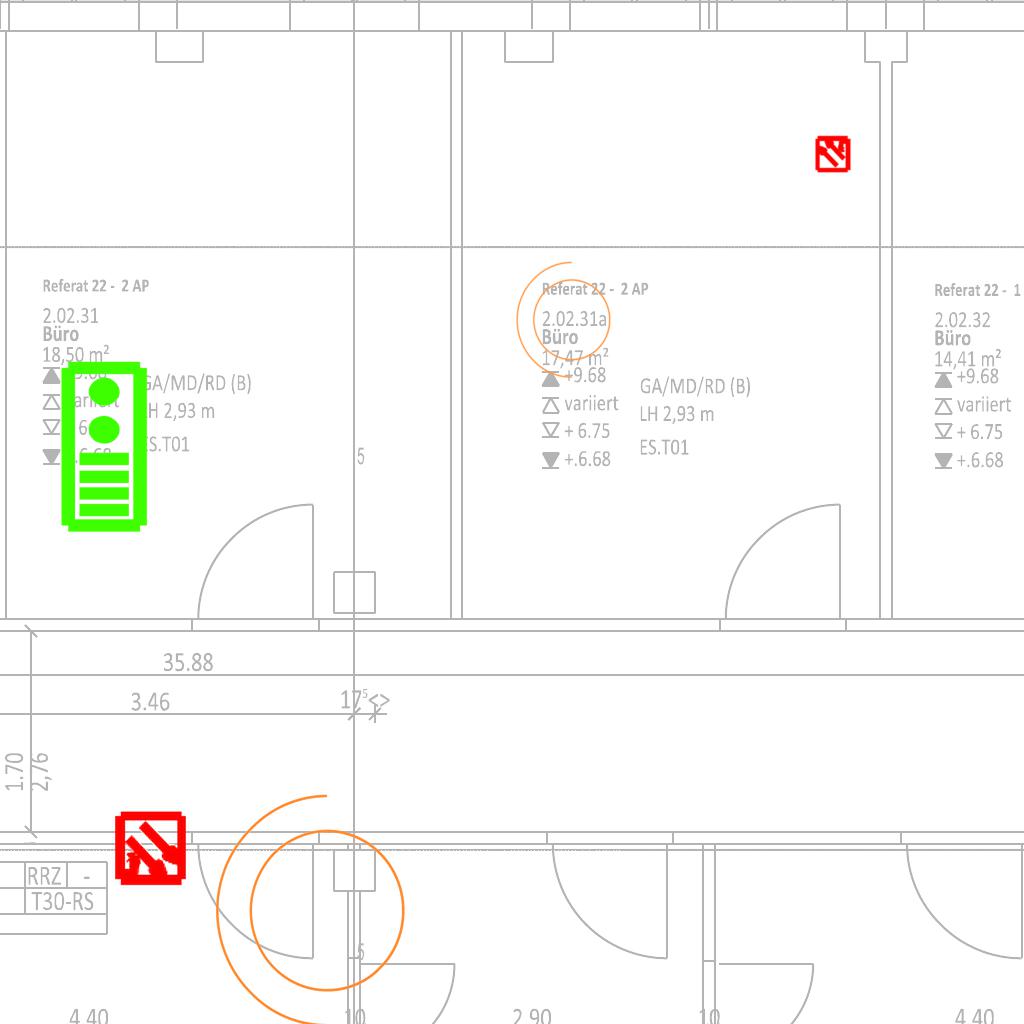 Referat 22 - 2 AP
2.02.31
Büro
18,50 m²
GA/MD/RD (B)
LH 2,93 m
ES.T01
Referat 22 - 2 AP
2.02.31a
Büro
17,47 m²
+9.68
variiert
+ 6.75
+.6.68
GA/MD/RD (B)
LH 2,93 m
ES.T01
Referat 22 - 1
2.02.32
Büro
14,41 m²
+9.68
variiert
+ 6.75
+.6.68
5
35.88
3.46
17⁵<>
1.70
2,76
RRZ -
T30-RS
5
4.40
10
2.90
10
4.40